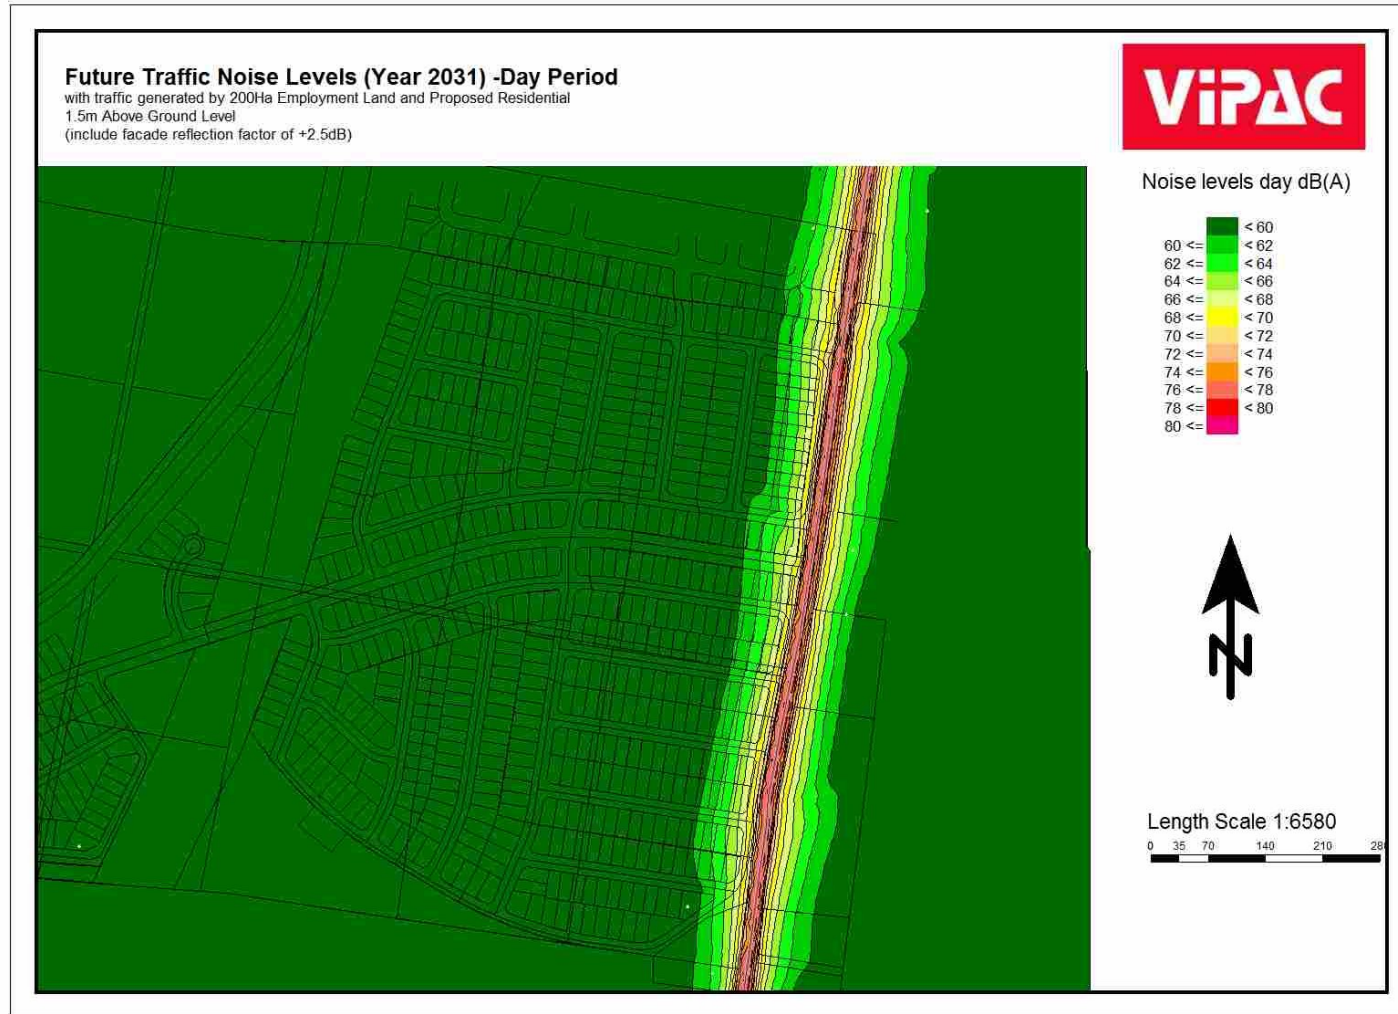 Future Traffic Noise Levels (Year 2031) -Day Period
with traffic generated by 200Ha Employment Land and Proposed Residential
1.5m Above Ground Level
(include facade reflection factor of +2.5dB)
ViPAC
Noise levels day dB(A)
< 60
60 <= < 62
62 <= < 64
64 <= < 66
66 <= < 68
68 <= < 70
70 <= < 72
72 <= < 74
74 <= < 76
76 <= < 78
78 <= < 80
80 <=
N
Length Scale 1:6580
0 35 70 140 210 280